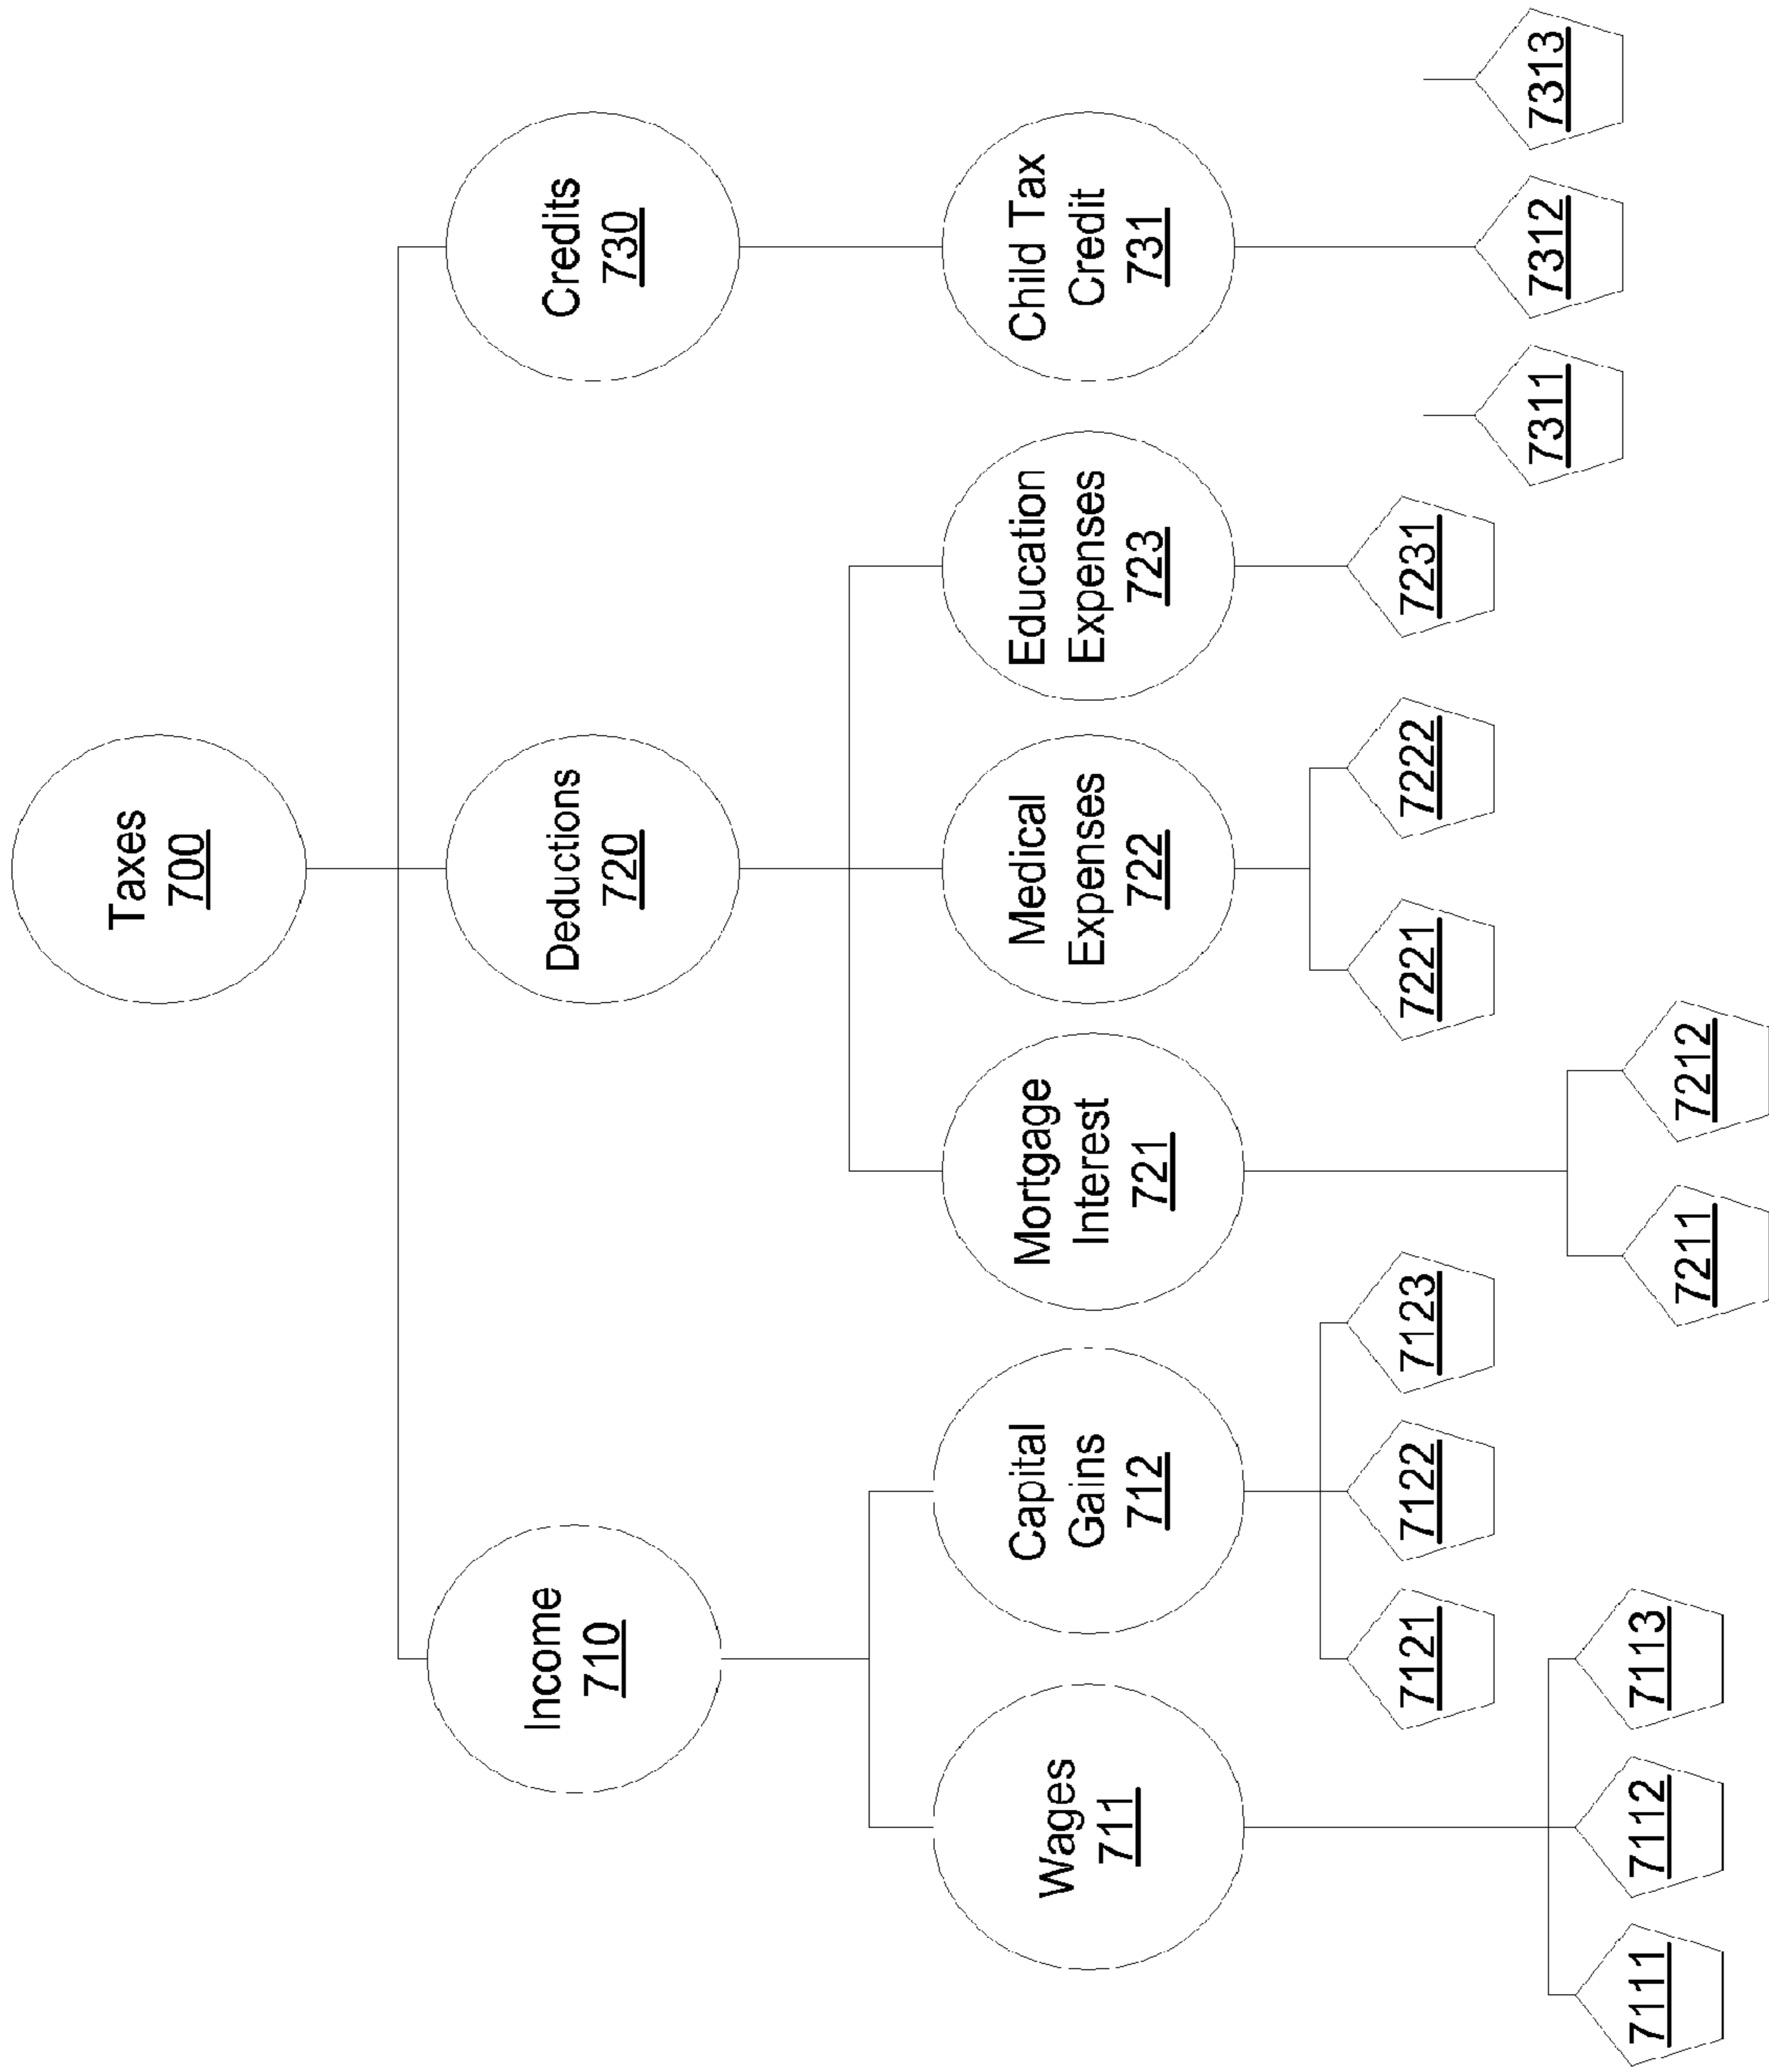 Taxes
700
Income
710
Deductions
720
Credits
730
Wages
711
Capital
Gains
712
Mortgage
Interest
721
Medical
Expenses
722
Education
Expenses
723
Child Tax
Credit
731
7121
7122
7123
7221
7222
7231
7311
7312
7313
7111
7112
7113
7211
7212